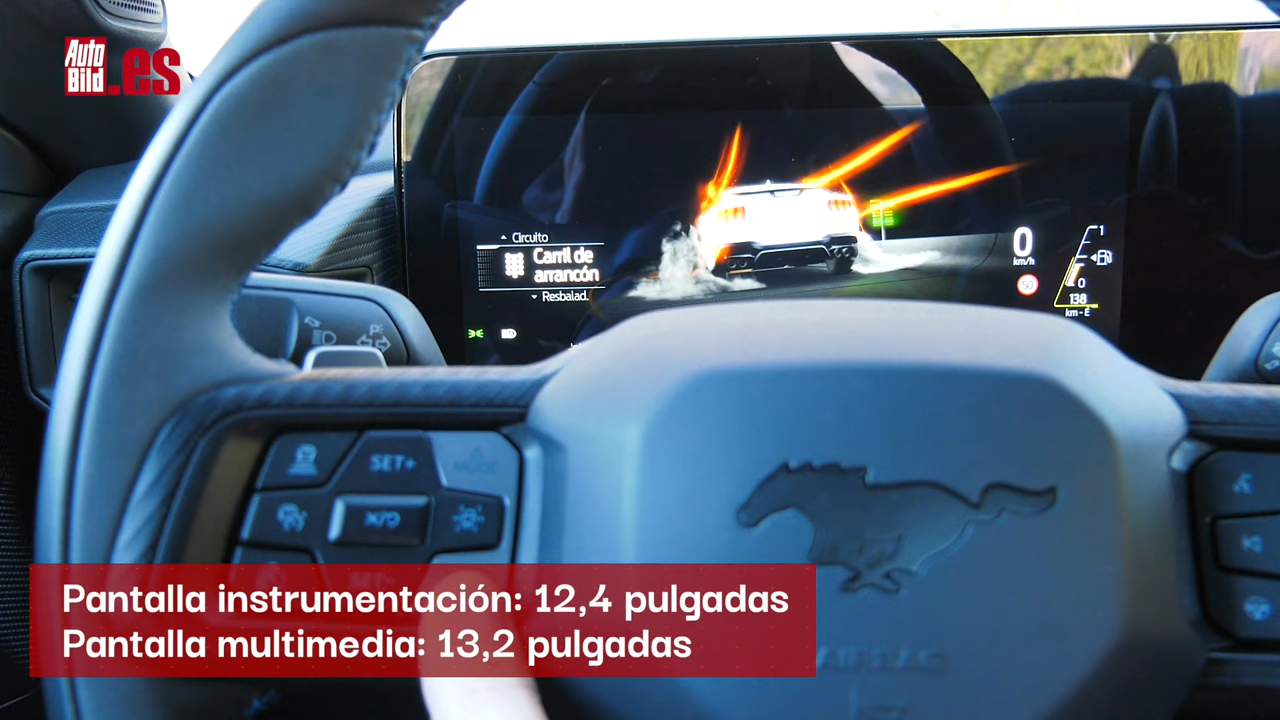 Auto
Bild
.es
Circuito
Carril de
arrancón
Resbalad.
0
km/h
50
1
0
138
km-E
P
SET+
Pantalla instrumentación: 12,4 pulgadas
Pantalla multimedia: 13,2 pulgadas
AIRBAG